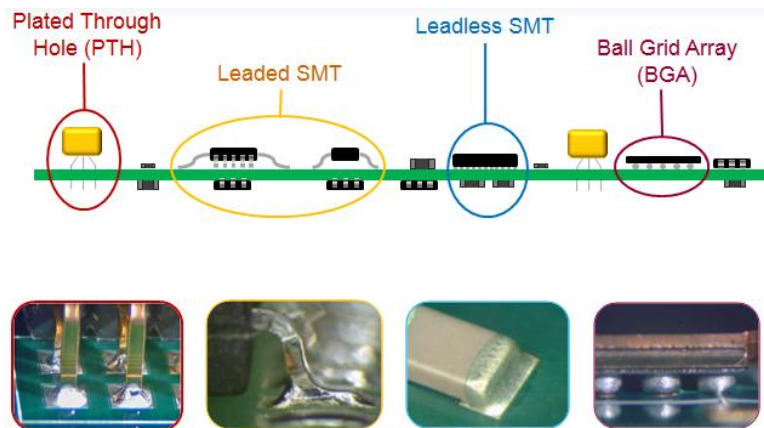 Plated Through
Hole (PTH)
Leaded SMT
Leadless SMT
Ball Grid Array
(BGA)